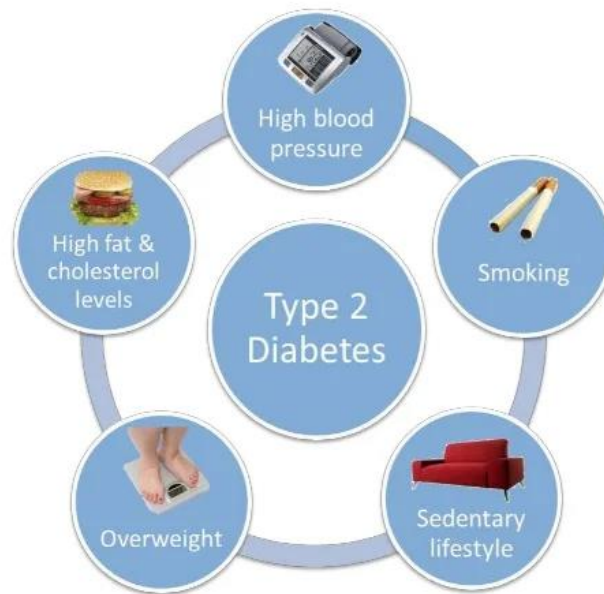 High blood
pressure
Smoking
Sedentary
lifestyle
Overweight
High fat &
cholesterol
levels
Type 2
Diabetes